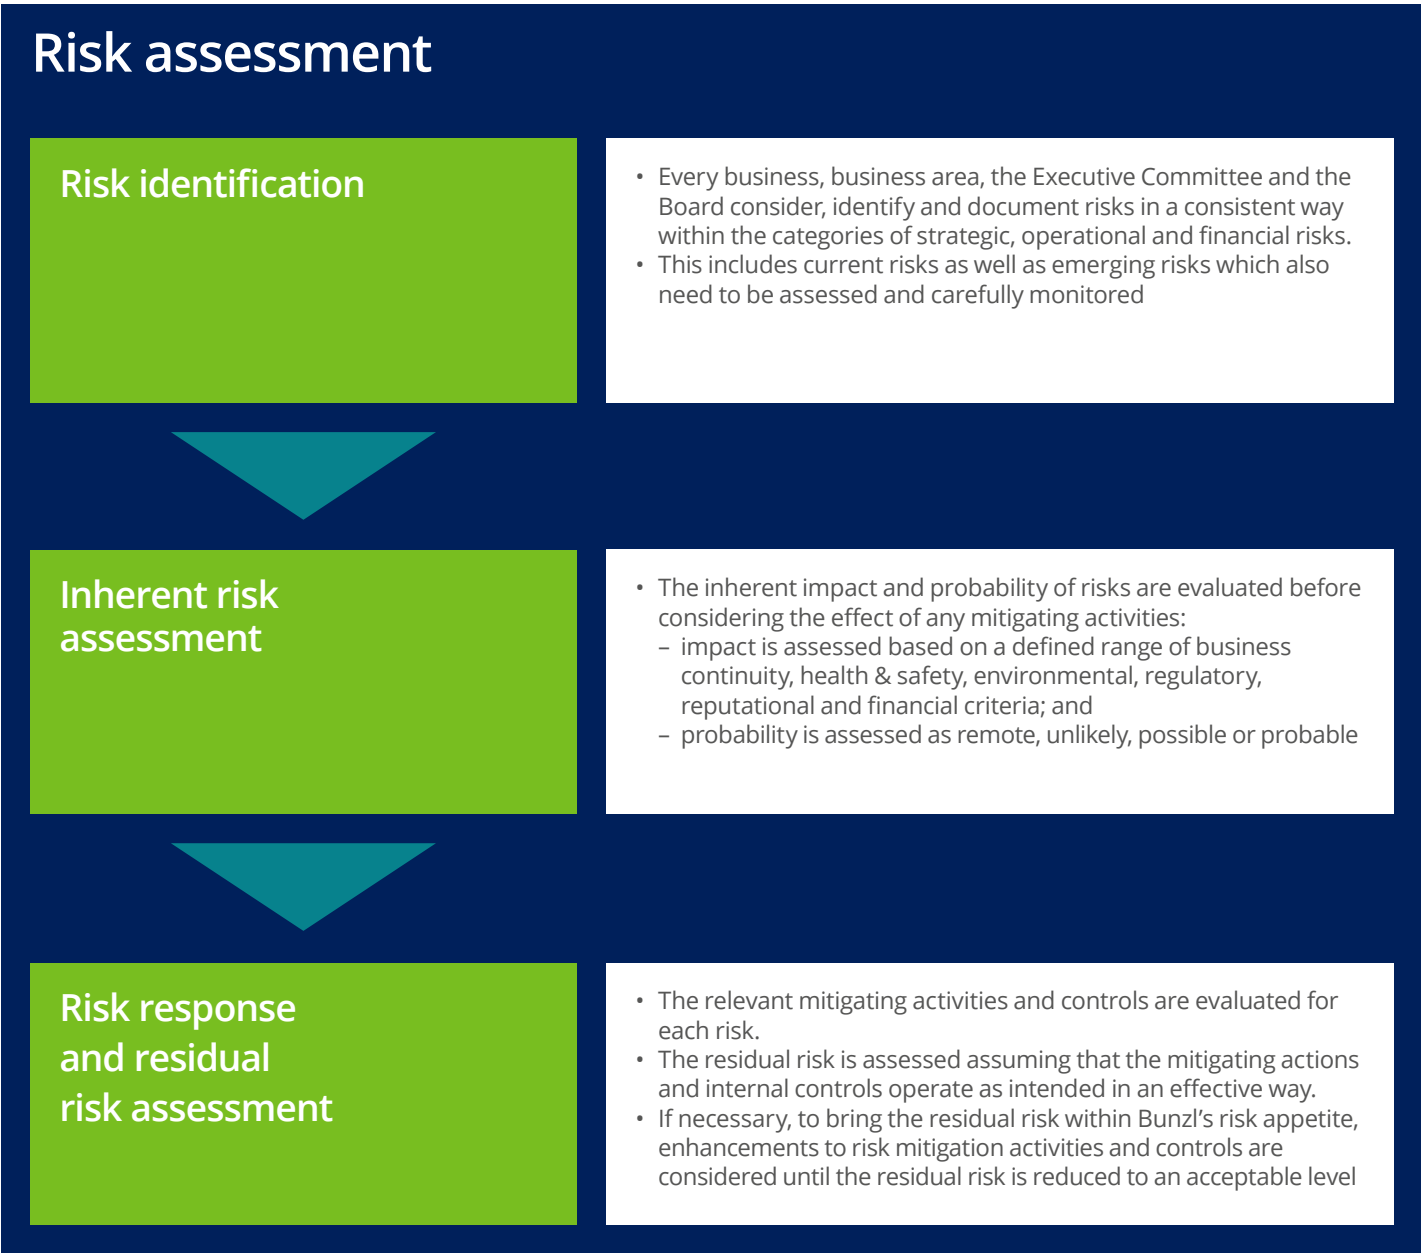 Risk assessment
Risk identification
• Every business, business area, the Executive Committee and the
Board consider, identify and document risks in a consistent way
within the categories of strategic, operational and financial risks.
• This includes current risks as well as emerging risks which also
need to be assessed and carefully monitored
Inherent risk
assessment
• The inherent impact and probability of risks are evaluated before
considering the effect of any mitigating activities:
– impact is assessed based on a defined range of business
continuity, health & safety, environmental, regulatory,
reputational and financial criteria; and
– probability is assessed as remote, unlikely, possible or probable
Risk response
and residual
risk assessment
• The relevant mitigating activities and controls are evaluated for
each risk.
• The residual risk is assessed assuming that the mitigating actions
and internal controls operate as intended in an effective way.
• If necessary, to bring the residual risk within Bunzl’s risk appetite,
enhancements to risk mitigation activities and controls are
considered until the residual risk is reduced to an acceptable level